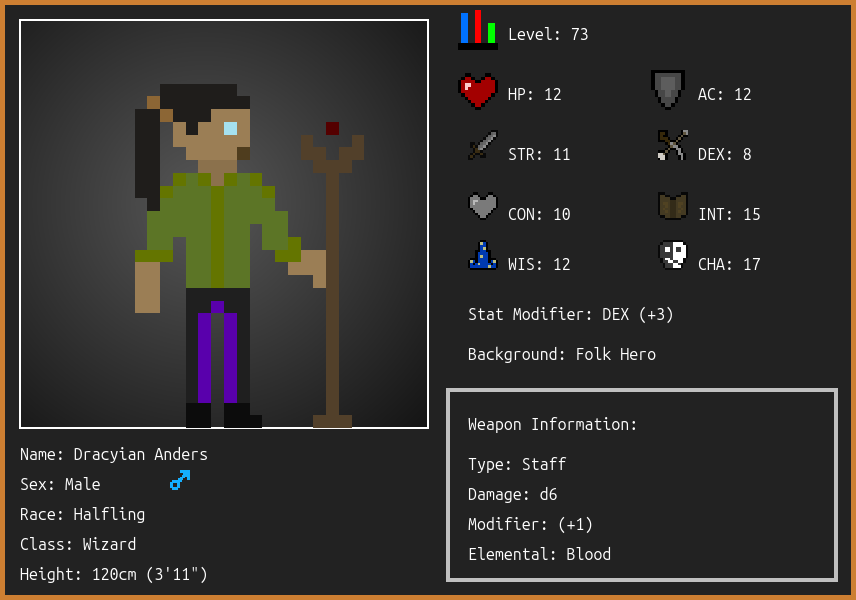 Level: 73
HP: 12
AC: 12
STR: 11
DEX: 8
CON: 10
INT: 15
WIS: 12
CHA: 17
Stat Modifier: DEX (+3)
Background: Folk Hero
Weapon Information:
Type: Staff
Damage: d6
Modifier: (+1)
Elemental: Blood
Name: Dracyian Anders
Sex: Male
Race: Halfling
Class: Wizard
Height: 120cm (3'11")